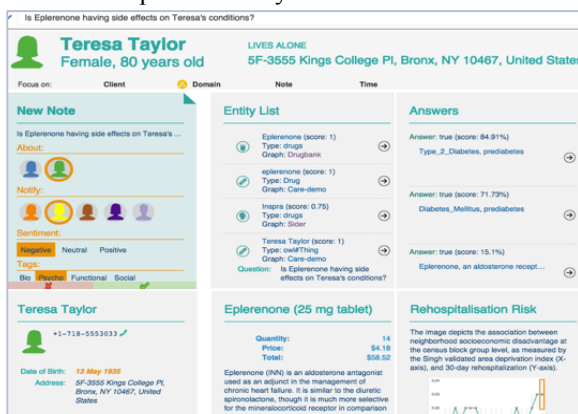 Is Eplerenone having side effects on Teresa's conditions?
Teresa Taylor
Female, 80 years old
LIVES ALONE
5F-3555 Kings College Pl, Bronx, NY 10467, United States
Focus on:
Client
Domain
Note
Time
New Note
Is Eplerenone having side effects on Teresa's ...
About:
Notify:
Sentiment:
Negative Neutral Positive
Tags:
Bio Psycho Functional Social
Entity List
Eplerenone (score: 1)
Type: drugs
Graph: Drugbank
eplerenone (score: 1)
Type: Drug
Graph: Care-demo
Inspra (score: 0.75)
Type: drugs
Graph: Sider
Teresa Taylor (score: 1)
Type: owl#Thing
Graph: Care-demo
Question: Is Eplerenone having side
effects on Teresa's conditions?
Answers
Answer: true (score: 84.91%)
Type_2_Diabetes, prediabetes
Answer: true (score: 71.73%)
Diabetes_Mellitus, prediabetes
Answer: true (score: 15.1%)
Eplerenone, an aldosterone recept...
Teresa Taylor
+1-718-5553033
Date of Birth: 13 May 1935
Address: 5F-3555 Kings College Pl,
Bronx, NY 10467, United
States
Eplerenone (25 mg tablet)
Quantity: 14
Price: $4.18
Total: $58.52
Eplerenone (INN) is an aldosterone antagonist
used as an adjunct in the management of
chronic heart failure. It is similar to the diuretic
spironolactone, though it is much more selective
for the mineralocorticoid receptor in comparison
Rehospitalisation Risk
The image depicts the association between
neighborhood socioeconomic disadvantage at
the census block group level, as measured by
the Singh validated area deprivation index (X-
axis), and 30-day rehospitalization (Y-axis).